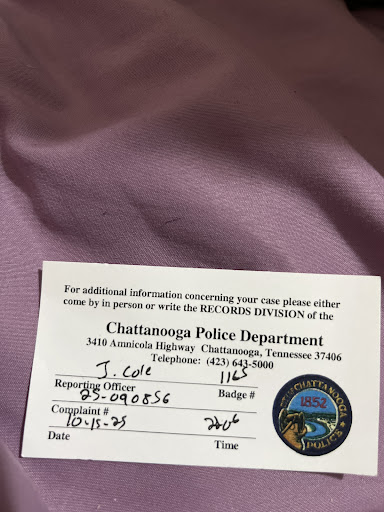 For additional information concerning your case please either
come by in person or write the RECORDS DIVISION of the
Chattanooga Police Department
3410 Amnicola Highway Chattanooga, Tennessee 37406
Telephone: (423) 643-5000
J. Cole 1165
Reporting Officer Badge #
25-090856
Complaint #
10-15-25 2206
Date Time
CHATTANOOGA
1852
POLICE